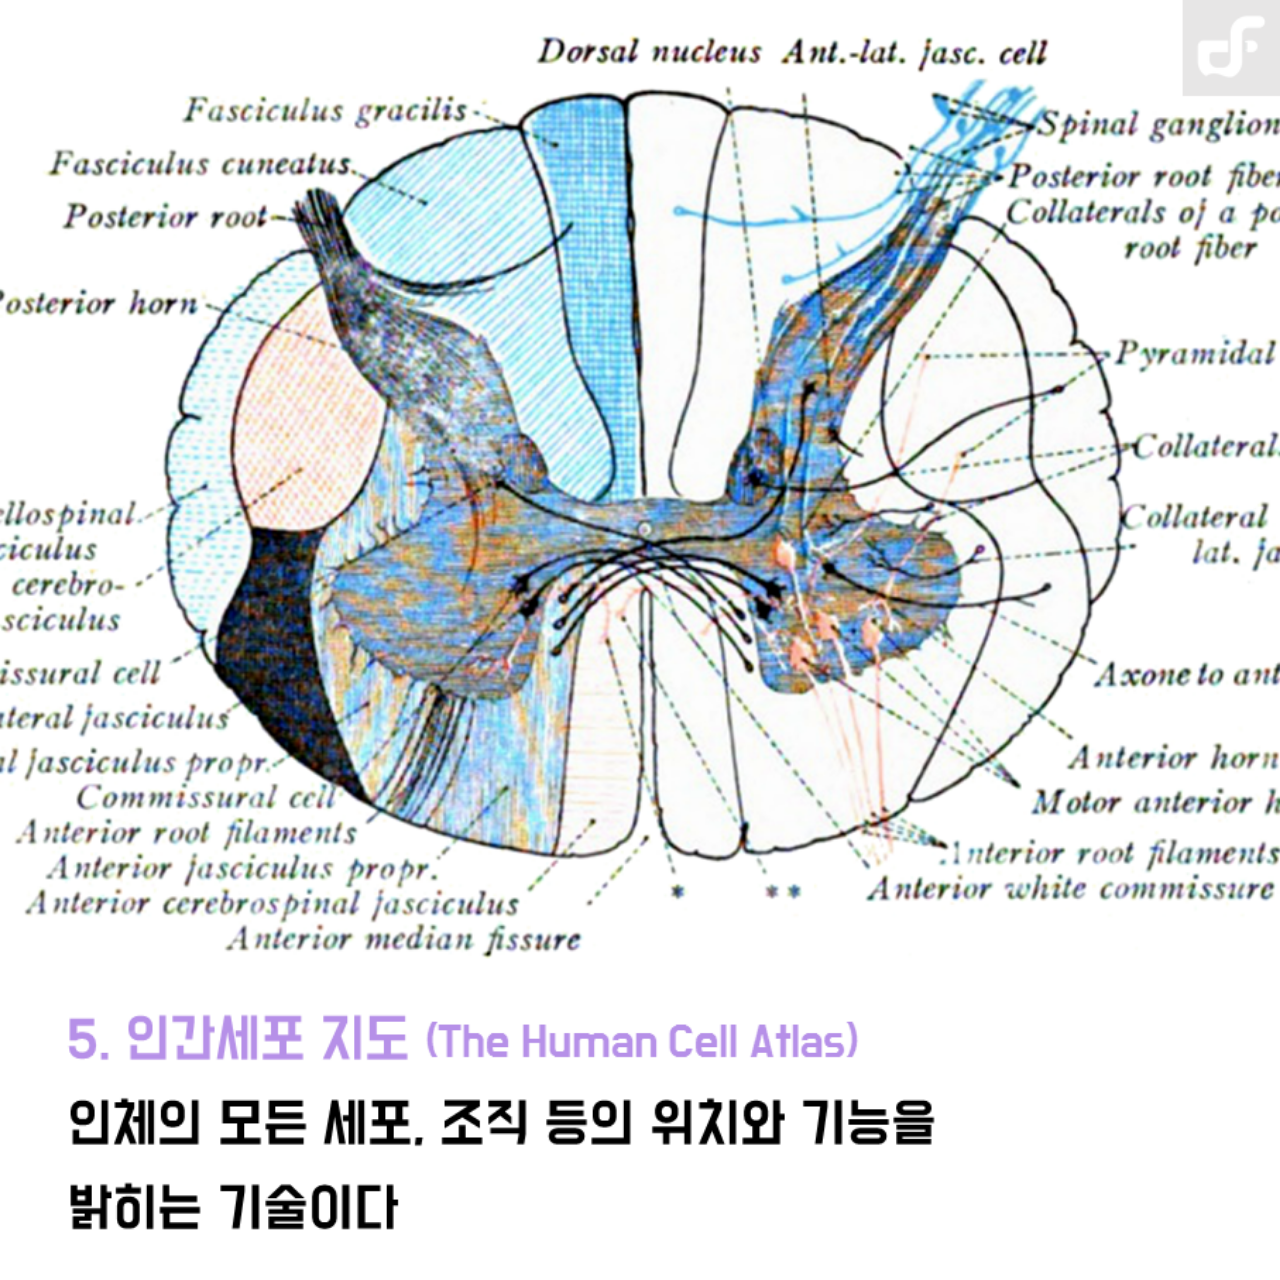 Dorsal nucleus Ant.-lat. fasc. cell
Fasciculus gracilis
Fasciculus cuneatus
Posterior root
Posterior horn
ellospinal
ciculus
cerebro-
sciculus
issural cell
teral fasciculus
al fasciculus propr.
Commissural cell
Anterior root filaments
Anterior fasciculus propr.
Anterior cerebrospinal fasciculus
Anterior median fissure
* **
Spinal ganglion
Posterior root fiber
Collaterals of a po
root fiber
Pyramidal
Collaterals
Collateral
lat. fa
Axone to ant
Anterior horn
Motor anterior h
Anterior root filaments
Anterior white commissure
5. 인간세포 지도 (The Human Cell Atlas)
인체의 모든 세포, 조직 등의 위치와 기능을
밝히는 기술이다